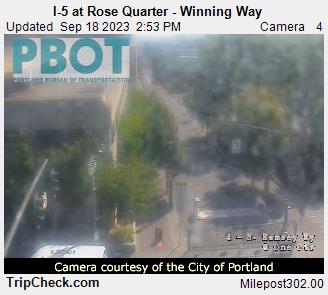 I-5 at Rose Quarter - Winning Way
Updated Sep 18 2023 2:53 PM Camera 4
PBOT
PORTLAND BUREAU OF TRANSPORTATION
Camera courtesy of the City of Portland
TripCheck.com Milepost302.00